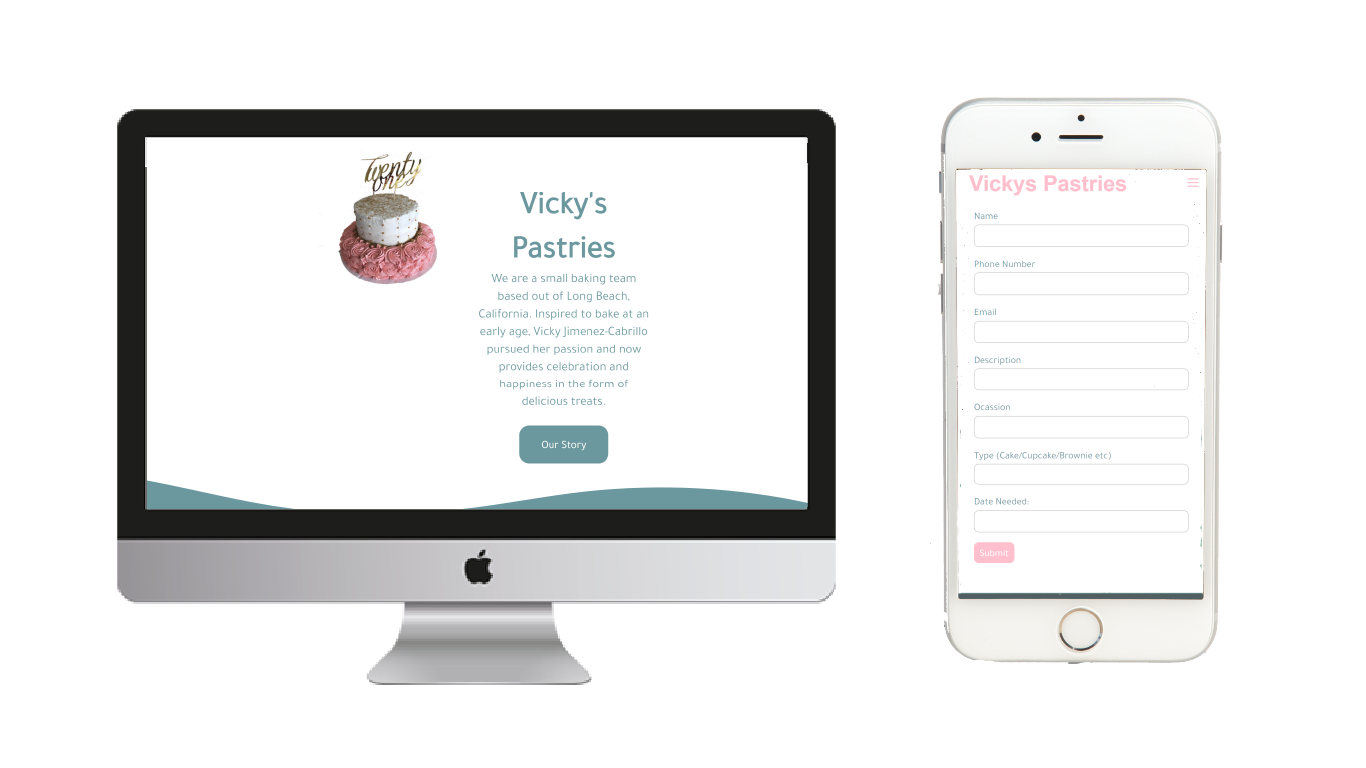 Twenty
one
Vicky's
Pastries
We are a small baking team
based out of Long Beach,
California. Inspired to bake at an
early age, Vicky Jimenez-Cabrillo
pursued her passion and now
provides celebration and
happiness in the form of
delicious treats.
Our Story
Vickys Pastries
Name
Phone Number
Email
Description
Ocassion
Type (Cake/Cupcake/Brownie etc)
Date Needed:
Submit